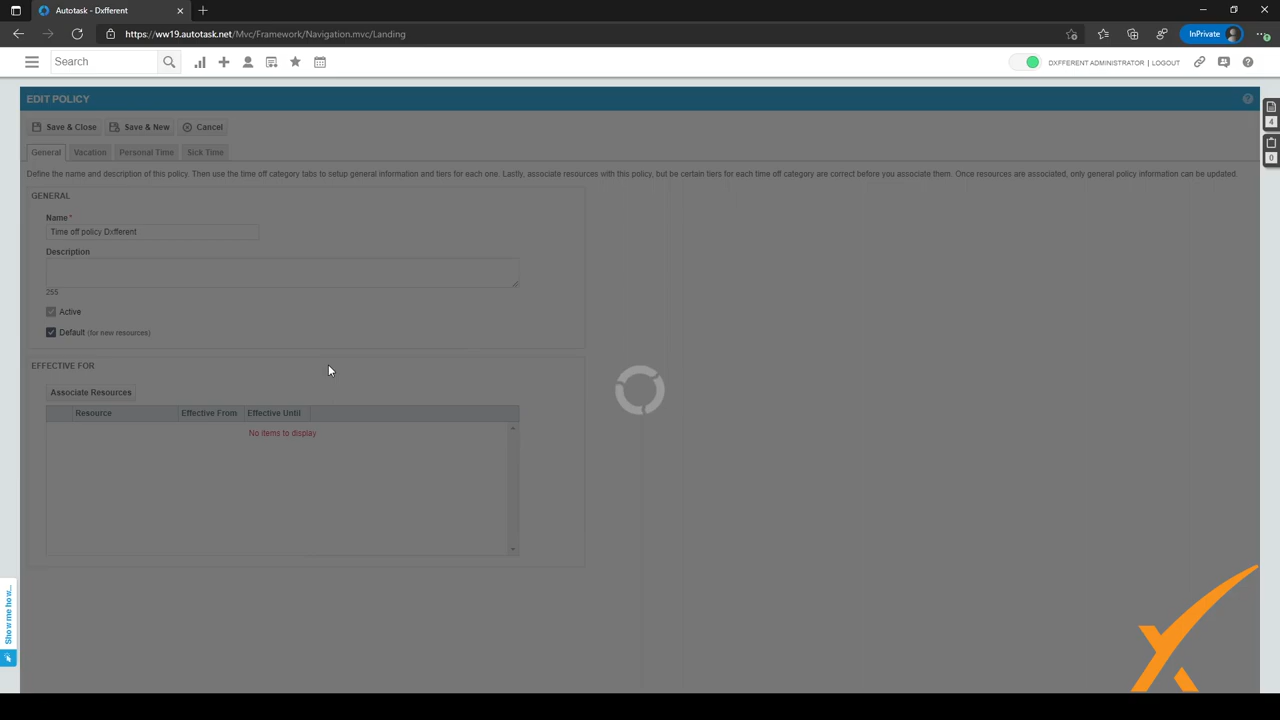 Autotask - Dxfferent
https://ww19.autotask.net/Mvc/Framework/Navigation.mvc/Landing
InPrivate
Search
DXFFERENT ADMINISTRATOR | LOGOUT
EDIT POLICY
4
0
Save & Close
Save & New
Cancel
General
Vacation
Personal Time
Sick Time
Define the name and description of this policy. Then use the time off category tabs to setup general information and tiers for each one. Lastly, associate resources with this policy, but be certain tiers for each time off category are correct before you associate them. Once resources are associated, only general policy information can be updated.
GENERAL
Name*
Time off policy Dxfferent
Description
255
Active
Default (for new resources)
EFFECTIVE FOR
Associate Resources
Resource
Effective From
Effective Until
No items to display
Show me how...